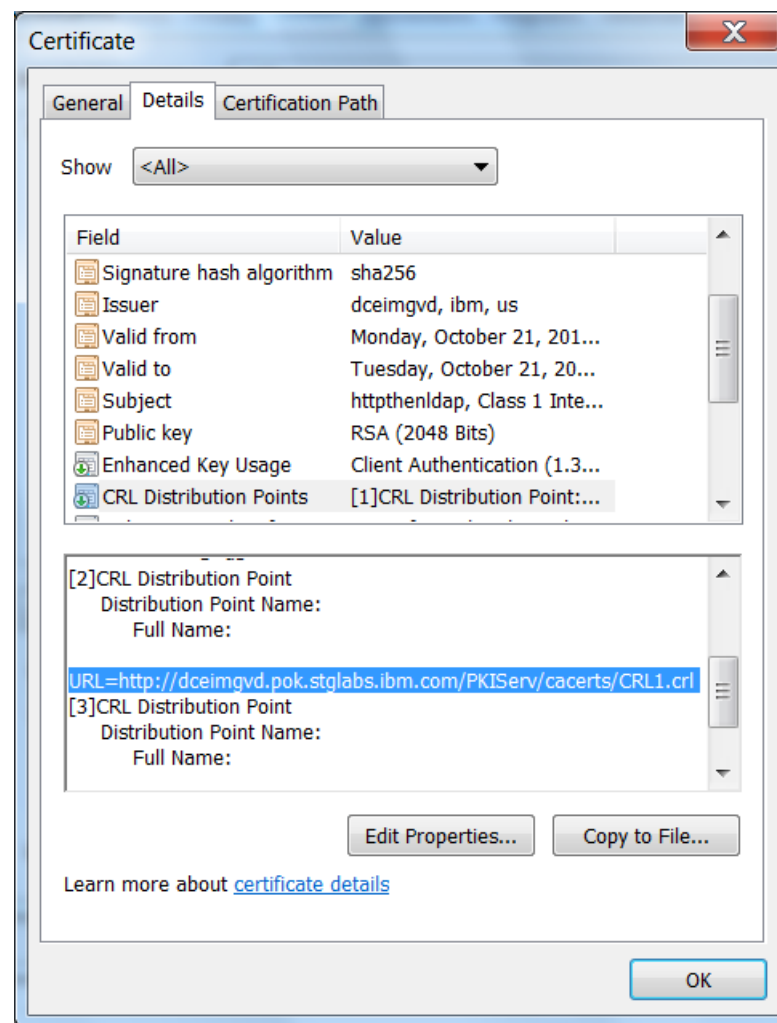 Certificate
General Details Certification Path
Show <All>
Field Value
Signature hash algorithm sha256
Issuer dceimgvd, ibm, us
Valid from Monday, October 21, 201...
Valid to Tuesday, October 21, 20...
Subject httpthenldap, Class 1 Inte...
Public key RSA (2048 Bits)
Enhanced Key Usage Client Authentication (1.3...
CRL Distribution Points [1]CRL Distribution Point:...
[2]CRL Distribution Point
Distribution Point Name:
Full Name:
URL=http://dceimgvd.pok.stglabs.ibm.com/PKIServ/cacerts/CRL1.crl
[3]CRL Distribution Point
Distribution Point Name:
Full Name:
Edit Properties... Copy to File...
Learn more about certificate details
OK